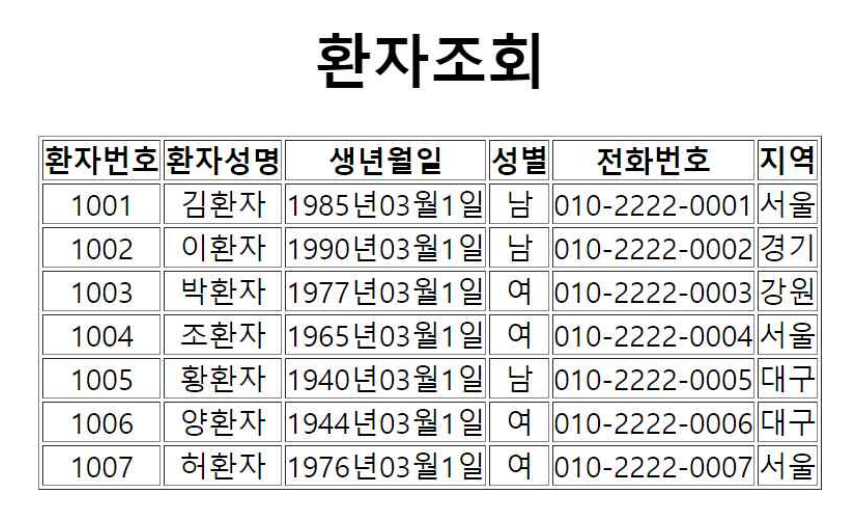 환자조회
환자번호 환자성명 생년월일 성별 전화번호 지역
1001 김환자 1985년03월1일 남 010-2222-0001 서울
1002 이환자 1990년03월1일 남 010-2222-0002 경기
1003 박환자 1977년03월1일 여 010-2222-0003 강원
1004 조환자 1965년03월1일 여 010-2222-0004 서울
1005 황환자 1940년03월1일 남 010-2222-0005 대구
1006 양환자 1944년03월1일 여 010-2222-0006 대구
1007 허환자 1976년03월1일 여 010-2222-0007 서울